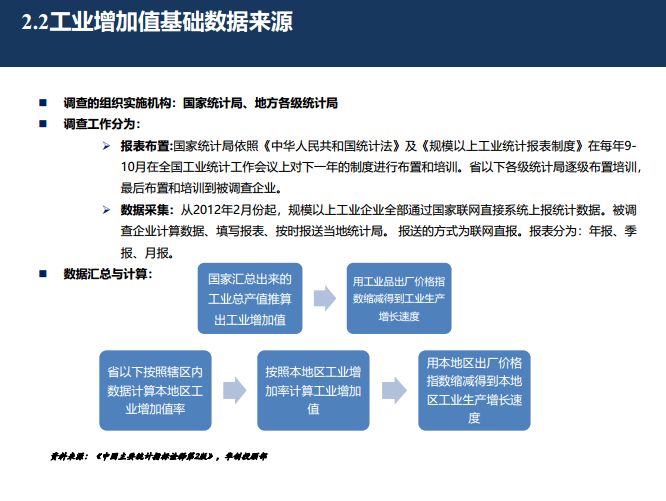 2.2工业增加值基础数据来源
调查的组织实施机构：国家统计局、地方各级统计局
调查工作分为：
报表布置:国家统计局依照《中华人民共和国统计法》及《规模以上工业统计报表制度》在每年9-
10月在全国工业统计工作会议上对下一年的制度进行布置和培训。省以下各级统计局逐级布置培训，
最后布置和培训到被调查企业。
数据采集：从2012年2月份起，规模以上工业企业全部通过国家联网直接系统上报统计数据。被调
查企业计算数据、填写报表、按时报送当地统计局。 报送的方式为联网直报。报表分为：年报、季
报、月报。
数据汇总与计算：
国家汇总出来的
工业总产值推算
出工业增加值
用工业品出厂价格指
数缩减得到工业生产
增长速度
省以下按照辖区内
数据计算本地区工
业增加值率
按照本地区工业增
加率计算工业增加
值
用本地区出厂价格
指数缩减得到本地
区工业生产增长速
度
资料来源：《中国主要统计指标诠释第2版》，华创投顾部